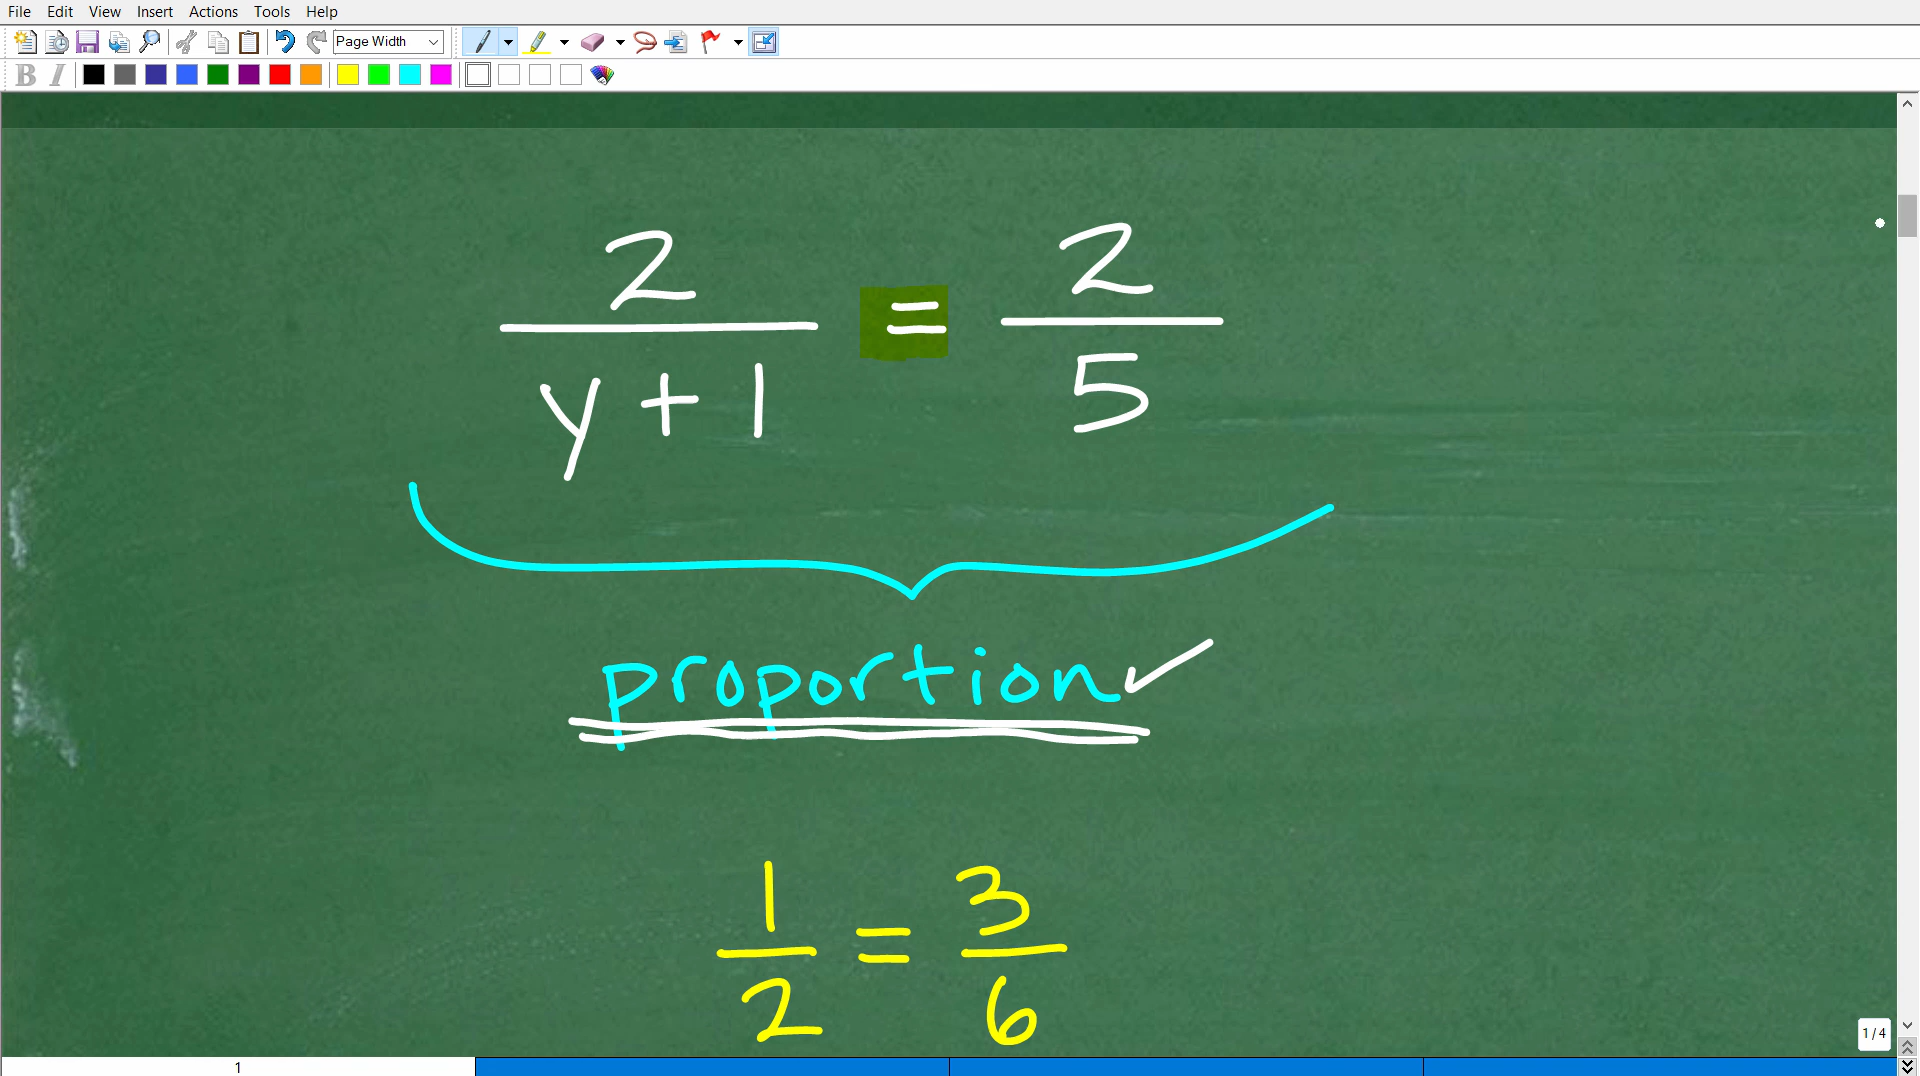 File Edit View Insert Actions Tools Help
Page Width
B I
2/(y + 1) = 2/5
proportion✓
1/2 = 3/6
1 / 4
1